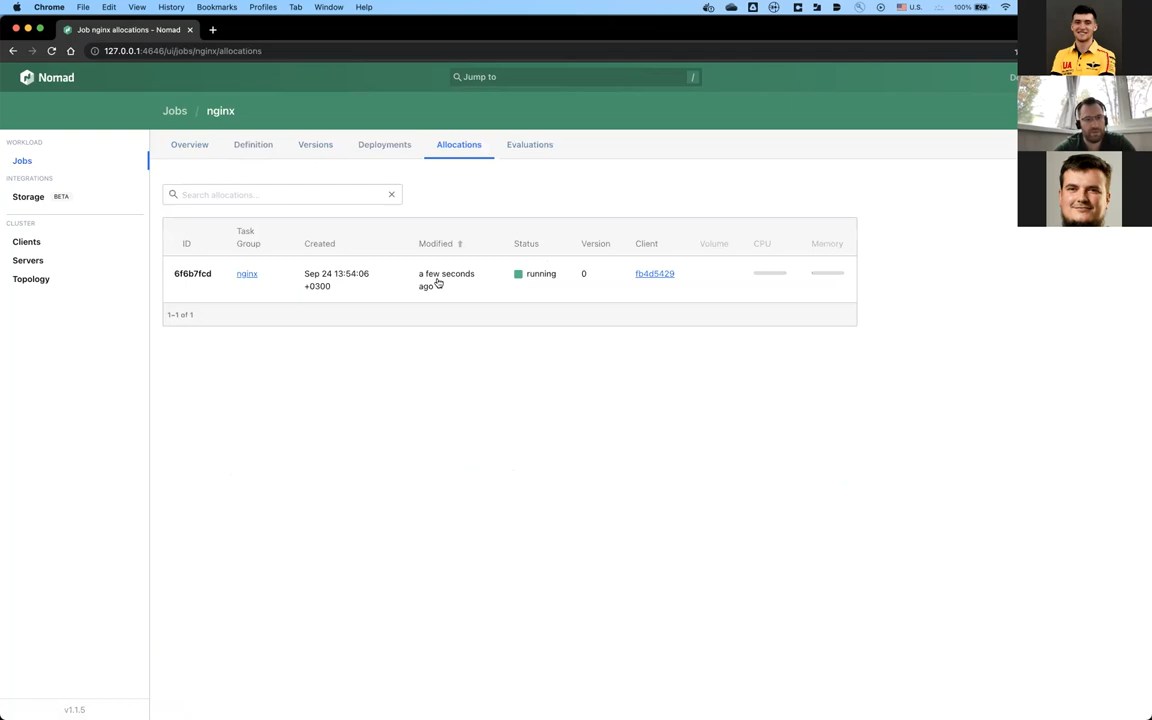 Chrome File Edit View History Bookmarks Profiles Tab Window Help U.S. 100%
Job nginx allocations - Nomad
127.0.0.1:4646/ui/jobs/nginx/allocations
Nomad Jump to /
Jobs / nginx
WORKLOAD
Jobs
INTEGRATIONS
Storage BETA
CLUSTER
Clients
Servers
Topology
Overview Definition Versions Deployments Allocations Evaluations
Search allocations...
ID Task Group Created Modified Status Version Client Volume CPU Memory
6f6b7fcd nginx Sep 24 13:54:06 a few seconds running 0 fb4d5429
+0300 ago
1–1 of 1
v1.1.5
UA